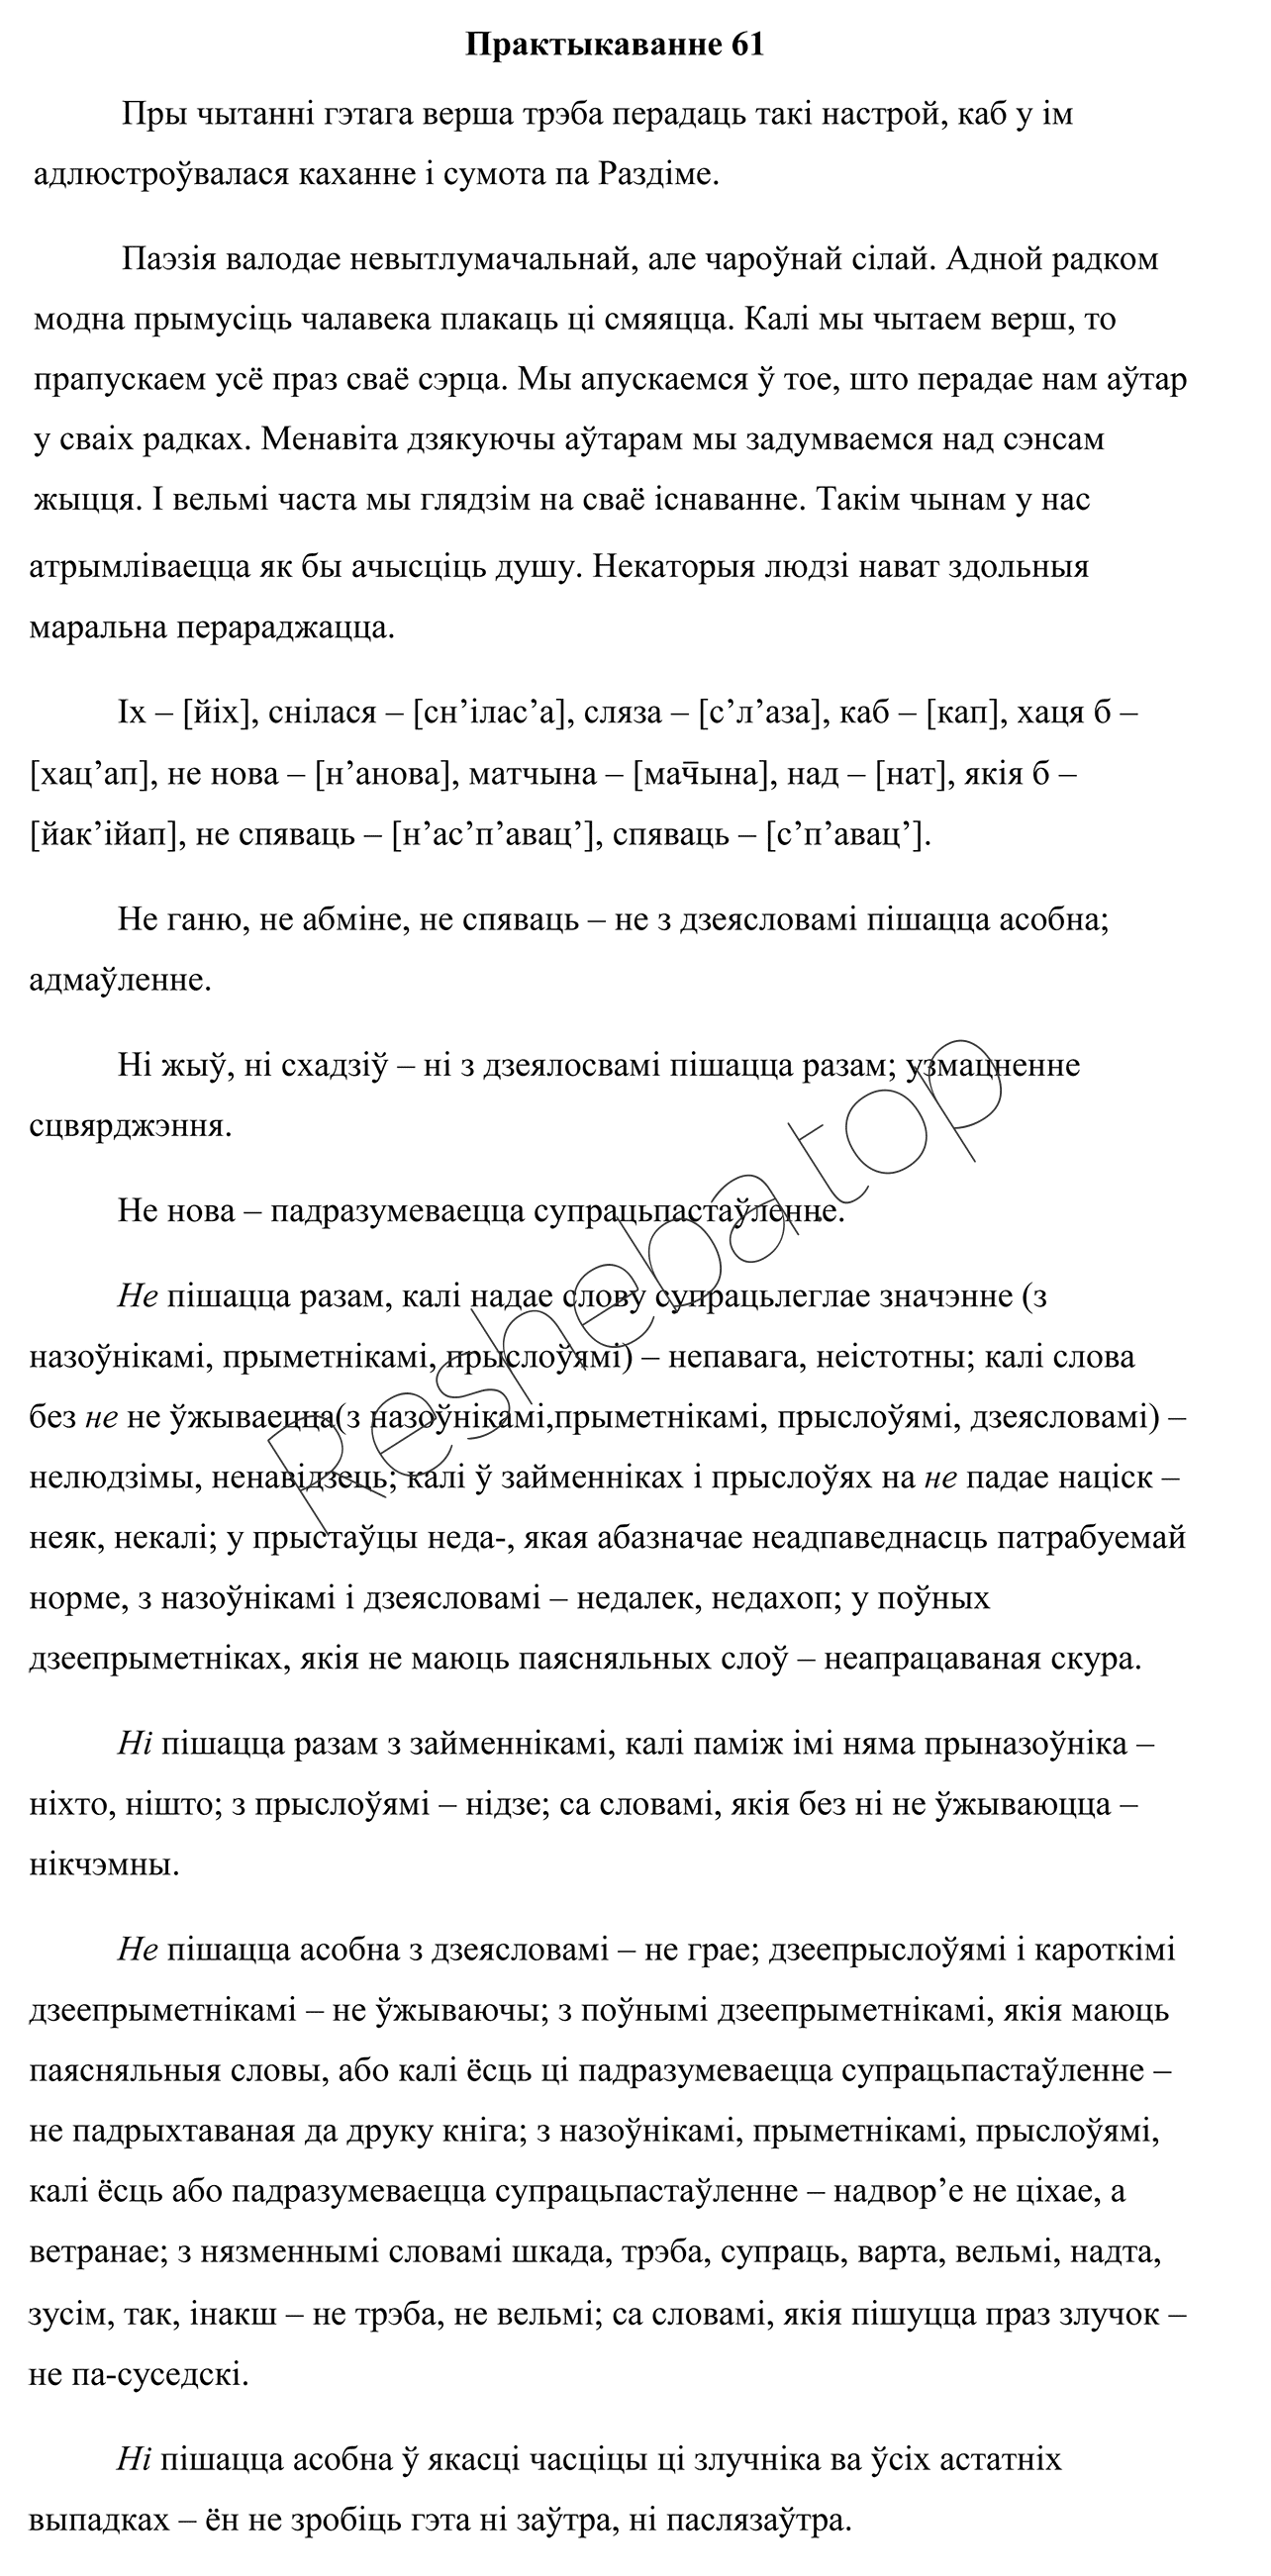 Практыкаванне 61
Пры чытанні гэтага верша трэба перадаць такі настрой, каб у ім
адлюстроўвалася каханне і сумота па Раздіме.
Паэзія валодае невытлумачальнай, але чароўнай сілай. Адной радком
модна прымусіць чалавека плакаць ці смяяцца. Калі мы чытаем верш, то
прапускаем усё праз сваё сэрца. Мы апускаемся ў тое, што перадае нам аўтар
у сваіх радках. Менавіта дзякуючы аўтарам мы задумваемся над сэнсам
жыцця. І вельмі часта мы глядзім на сваё існаванне. Такім чынам у нас
атрымліваецца як бы ачысціць душу. Некаторыя людзі нават здольныя
маральна перараджацца.
Іх – [йіх], снілася – [сн’ілас’а], сляза – [с’л’аза], каб – [кап], хаця б –
[хац’ап], не нова – [н’анова], матчына – [мач̅ына], над – [нат], якія б –
[йак’ійап], не спяваць – [н’ас’п’авац’], спяваць – [с’п’авац’].
Не ганю, не абміне, не спяваць – не з дзеясловамі пішацца асобна;
адмаўленне.
Ні жыў, ні схадзіў – ні з дзеялосвамі пішацца разам; узмацненне
сцвярджэння.
Не нова – падразумеваецца супрацьпастаўленне.
Не пішацца разам, калі надае слову супрацьлеглае значэнне (з
назоўнікамі, прыметнікамі, прыслоўямі) – непавага, неістотны; калі слова
без не не ўжываецца(з назоўнікамі,прыметнікамі, прыслоўямі, дзеясловамі) –
нелюдзімы, ненавідзець; калі ў займенніках і прыслоўях на не падае націск –
неяк, некалі; у прыстаўцы неда-, якая абазначае неадпаведнасць патрабуемай
норме, з назоўнікамі і дзеясловамі – недалек, недахоп; у поўных
дзеепрыметніках, якія не маюць паясняльных слоў – неапрацаваная скура.
Ні пішацца разам з займеннікамі, калі паміж імі няма прыназоўніка –
ніхто, нішто; з прыслоўямі – нідзе; са словамі, якія без ні не ўжываюцца –
нікчэмны.
Не пішацца асобна з дзеясловамі – не грае; дзеепрыслоўямі і кароткімі
дзеепрыметнікамі – не ўжываючы; з поўнымі дзеепрыметнікамі, якія маюць
паясняльныя словы, або калі ёсць ці падразумеваецца супрацьпастаўленне –
не падрыхтаваная да друку кніга; з назоўнікамі, прыметнікамі, прыслоўямі,
калі ёсць або падразумеваецца супрацьпастаўленне – надвор’е не ціхае, а
ветранае; з нязменнымі словамі шкада, трэба, супраць, варта, вельмі, надта,
зусім, так, інакш – не трэба, не вельмі; са словамі, якія пішуцца праз злучок –
не па-суседскі.
Ні пішацца асобна ў якасці часціцы ці злучніка ва ўсіх астатніх
выпадках – ён не зробіць гэта ні заўтра, ні паслязаўтра.
Resheba.top